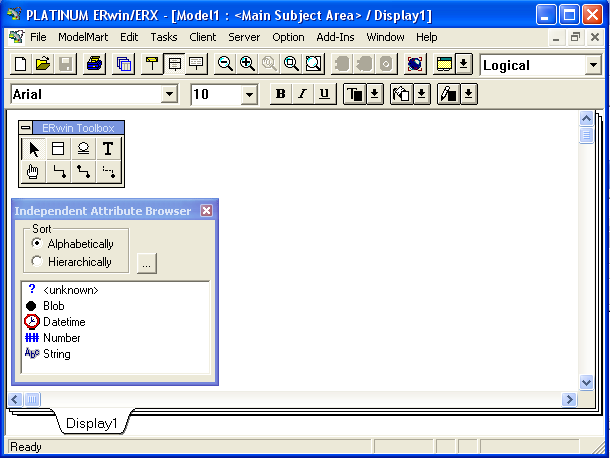 PLATINUM ERwin/ERX - [Model1 : <Main Subject Area> / Display1]
File ModelMart Edit Tasks Client Server Option Add-Ins Window Help
Logical
Arial 10 B I U T
ERwin Toolbox
T
Independent Attribute Browser
Sort
Alphabetically
Hierarchically
...
? <unknown>
Blob
Datetime
Number
Abc String
Display1
Ready